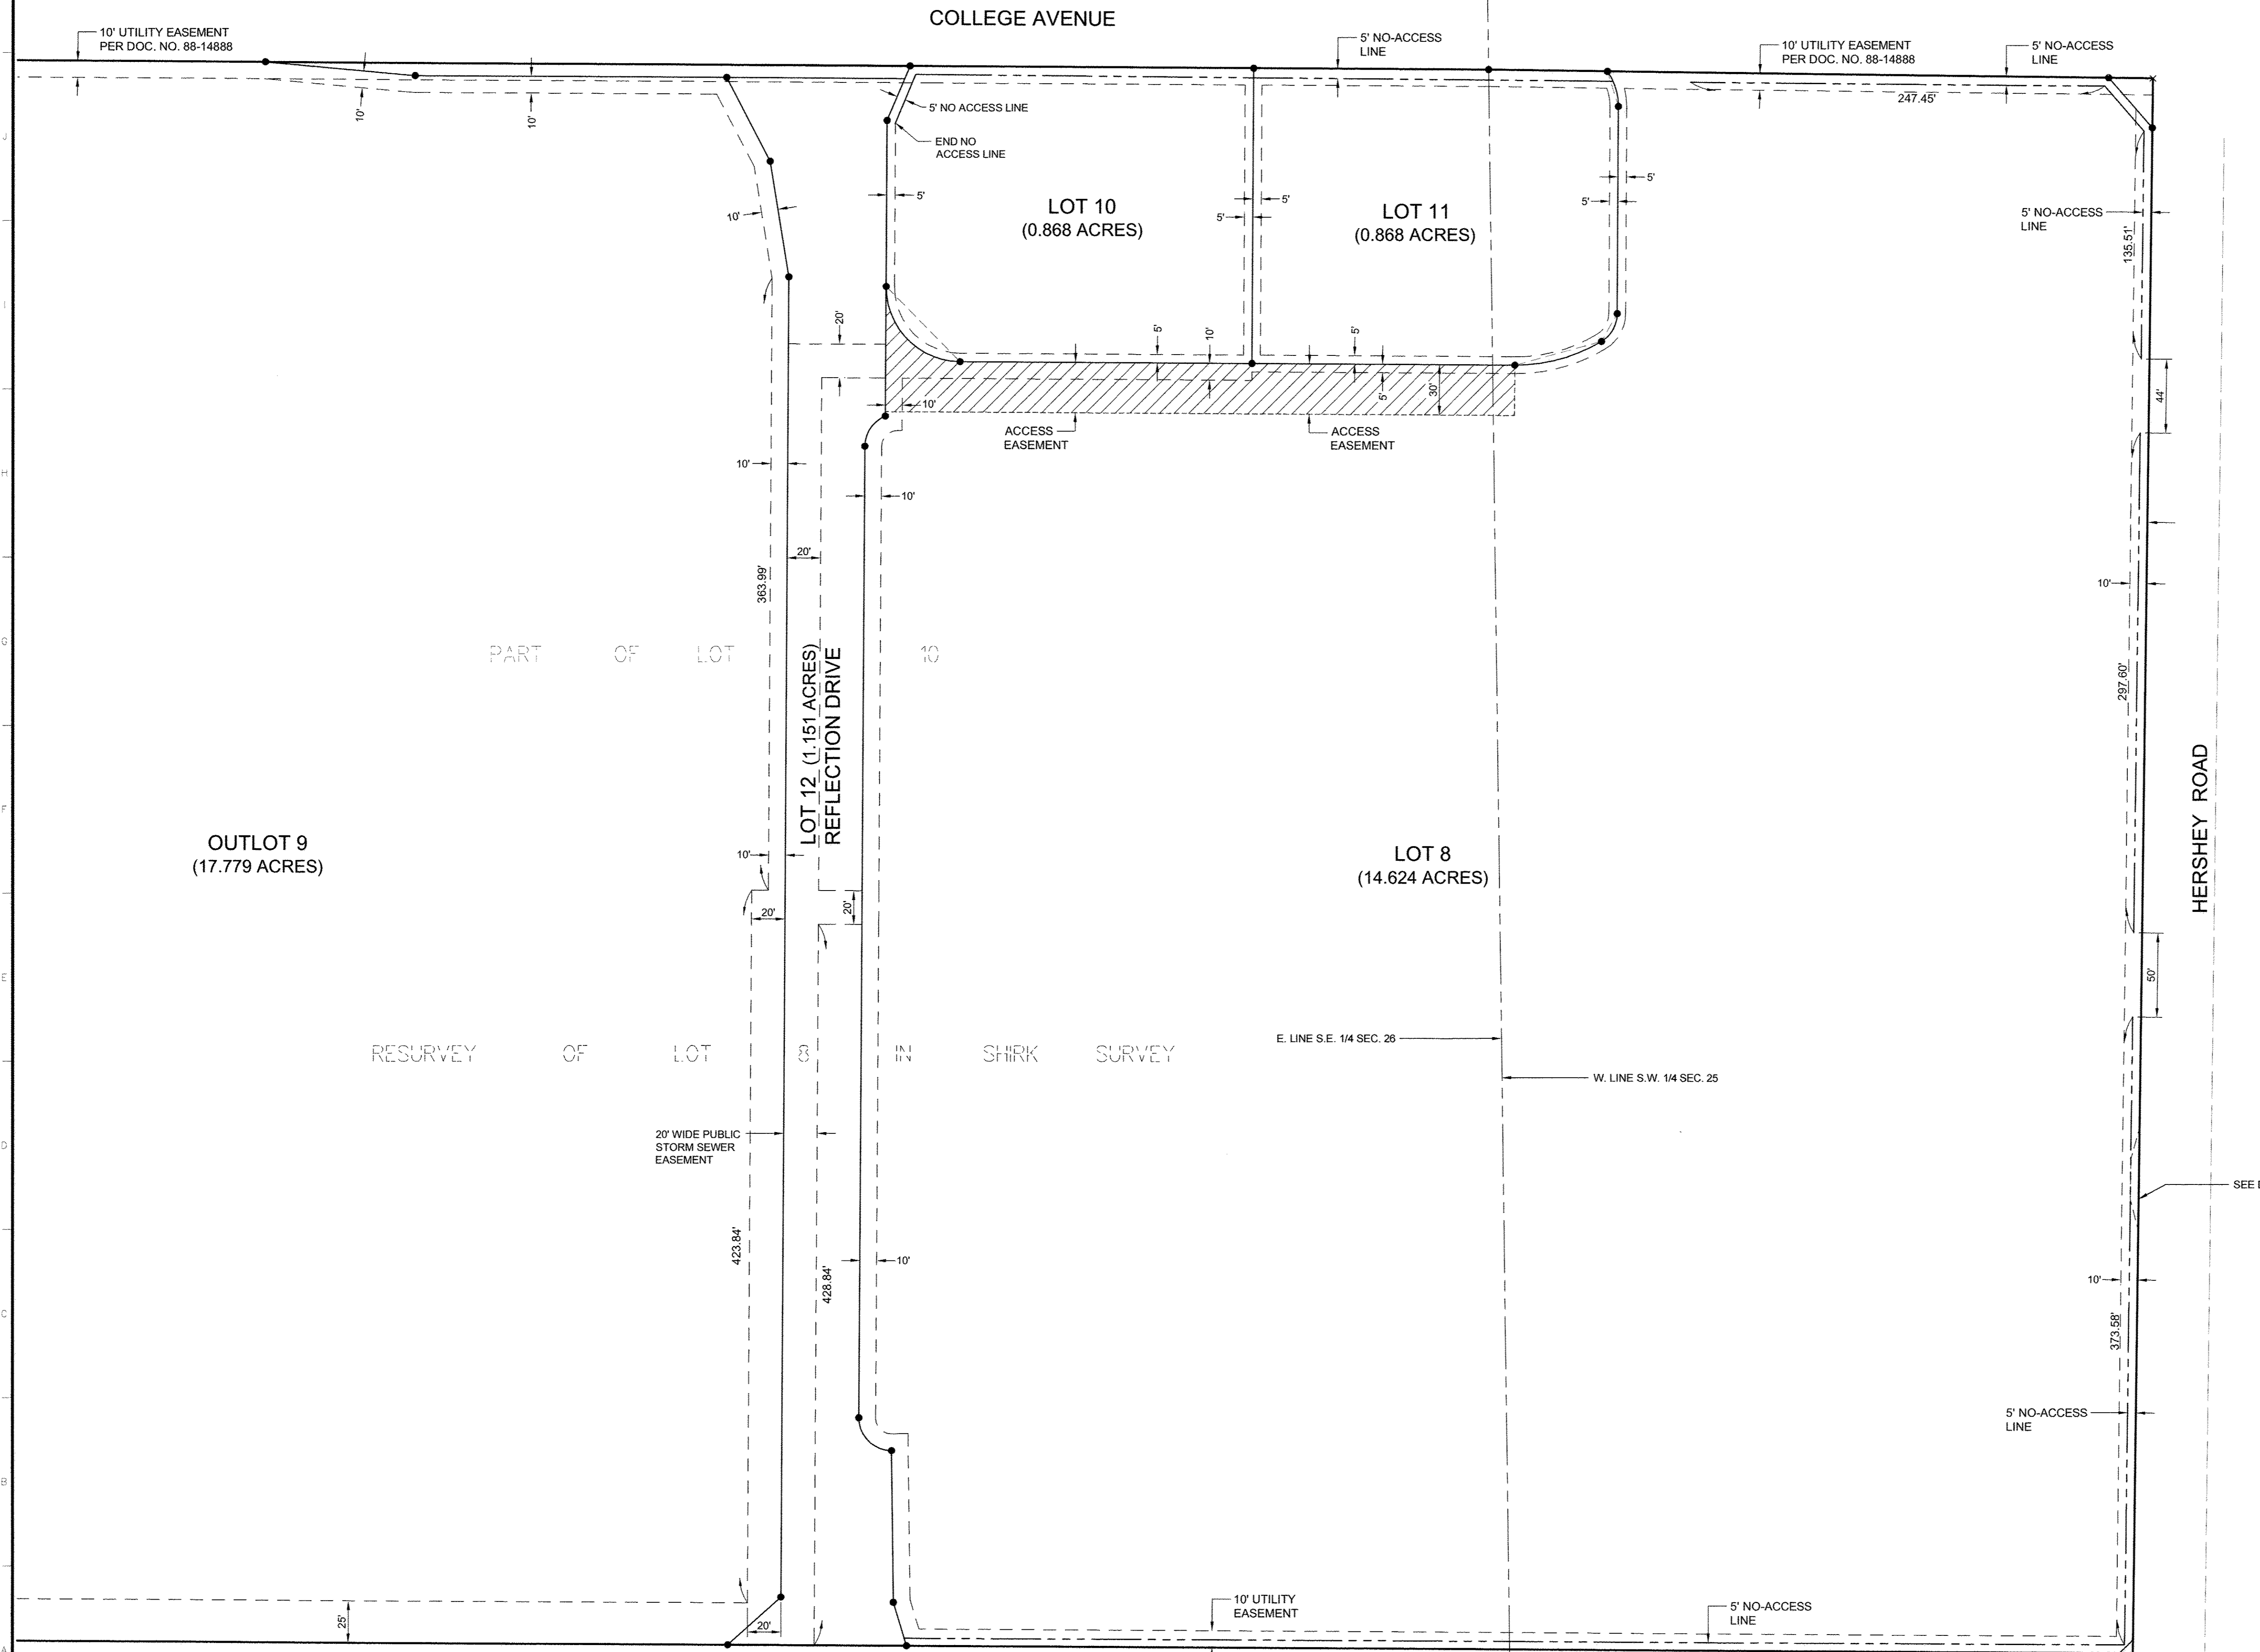 COLLEGE AVENUE
10' UTILITY EASEMENT
PER DOC. NO. 88-14888
5' NO-ACCESS
LINE
10' UTILITY EASEMENT
PER DOC. NO. 88-14888
5' NO-ACCESS
LINE
247.45'
10'
10'
5' NO ACCESS LINE
END NO
ACCESS LINE
J
5'
5'
5'
5'
5'
10'
LOT 10
(0.868 ACRES)
LOT 11
(0.868 ACRES)
5' NO-ACCESS
LINE
135.51'
I
20'
5'
10'
5'
5'
30'
44'
10'
ACCESS
EASEMENT
ACCESS
EASEMENT
H
10'
10'
20'
363.99'
10'
G
PART OF LOT 10
LOT 12 (1.151 ACRES)
REFLECTION DRIVE
297.60'
HERSHEY ROAD
F
OUTLOT 9
(17.779 ACRES)
10'
LOT 8
(14.624 ACRES)
20'
20'
E
50'
E. LINE S.E. 1/4 SEC. 26
RESURVEY OF LOT 8 IN SHIRK SURVEY
W. LINE S.W. 1/4 SEC. 25
D
20' WIDE PUBLIC
STORM SEWER
EASEMENT
SEE
423.84'
428.84'
10'
10'
C
373.58'
5' NO-ACCESS
LINE
B
25'
20'
10' UTILITY
EASEMENT
5' NO-ACCESS
LINE
A